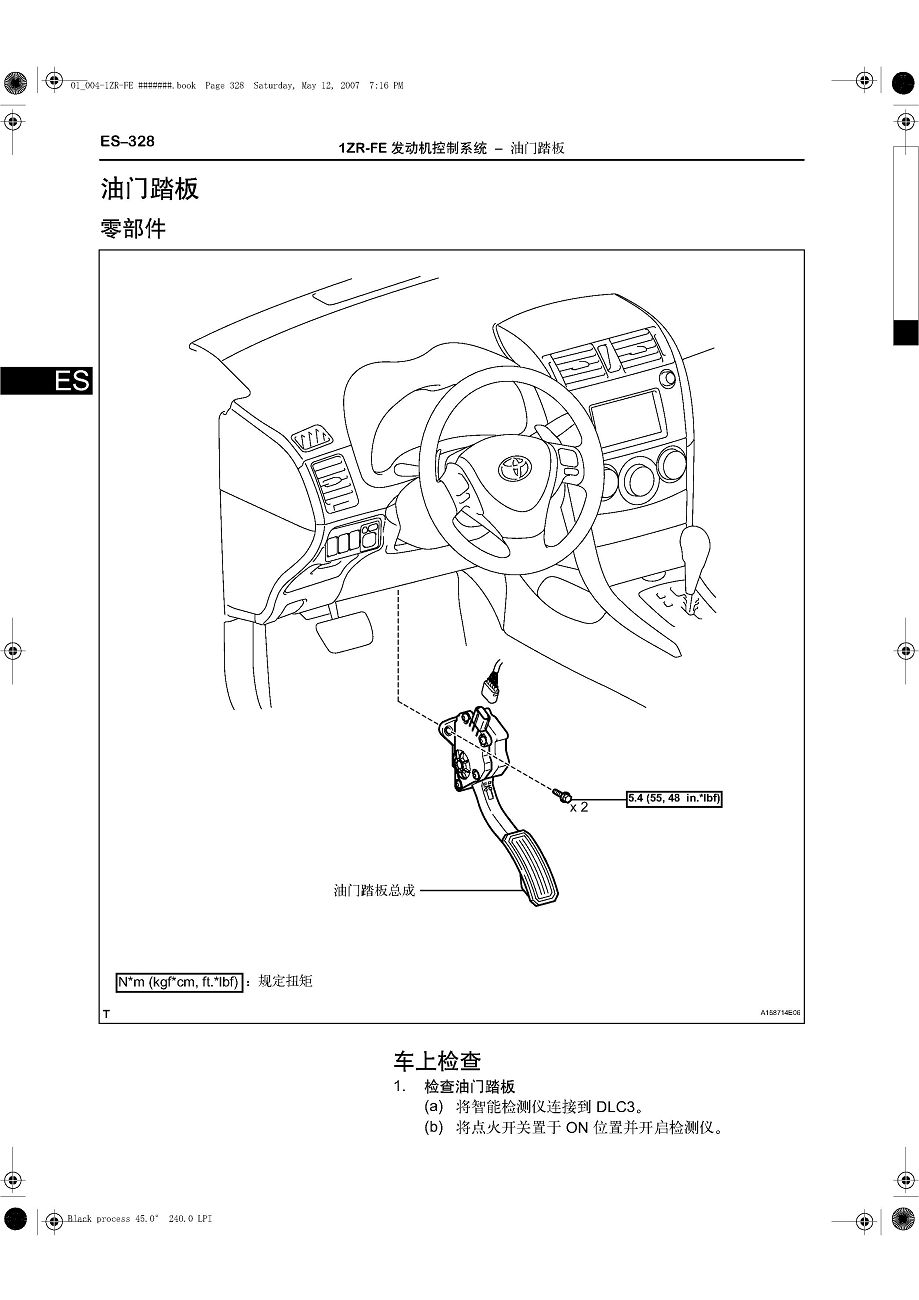 01_004-1ZR-FE #######.book  Page 328  Saturday, May 12, 2007  7:16 PM
ES–328
1ZR-FE 发动机控制系统 – 油门踏板
油门踏板
零部件
ES
x 2
5.4 (55, 48  in.*lbf)
油门踏板总成
N*m (kgf*cm, ft.*lbf) : 规定扭矩
T
A158714E06
车上检查
1. 检查油门踏板
(a) 将智能检测仪连接到 DLC3。
(b) 将点火开关置于 ON 位置并开启检测仪。
Black process 45.0° 240.0 LPI